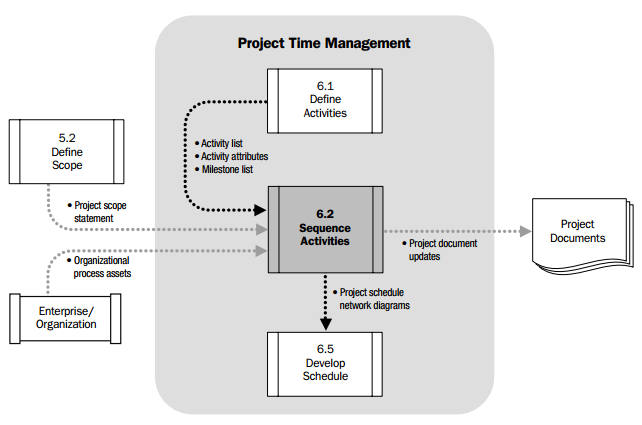 Project Time Management
6.1
Define
Activities
5.2
Define
Scope
• Activity list
• Activity attributes
• Milestone list
• Project scope
statement
6.2
Sequence
Activities
Project
Documents
• Project document
updates
• Organizational
process assets
Enterprise/
Organization
• Project schedule
network diagrams
6.5
Develop
Schedule